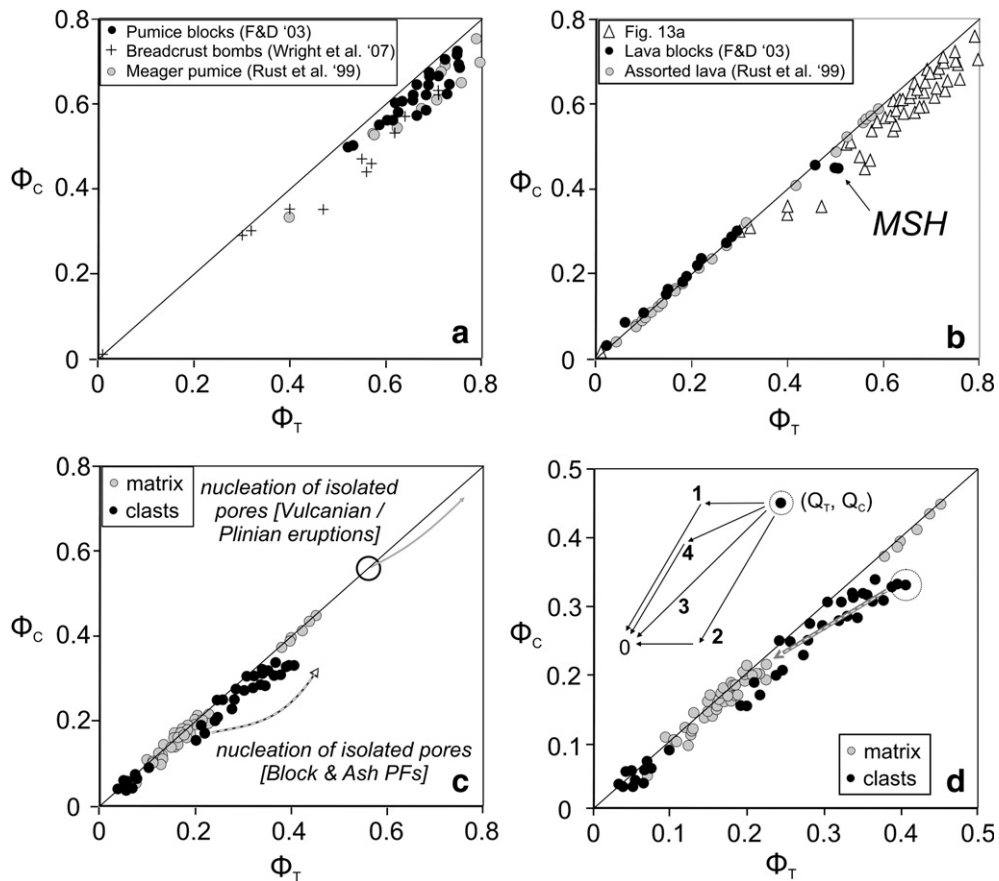 0.8
Pumice blocks (F&D ‘03)
Breadcrust bombs (Wright et al. ‘07)
Meager pumice (Rust et al. ‘99)
0.6
ΦC
0.4
0.2
0
a
0
0.2
0.4
0.6
0.8
ΦT
0.8
Fig. 13a
Lava blocks (F&D ‘03)
Assorted lava (Rust et al. ‘99)
0.6
ΦC
0.4
MSH
0.2
0
b
0
0.2
0.4
0.6
0.8
ΦT
0.8
matrix
clasts
nucleation of isolated
pores [Vulcanian /
Plinian eruptions]
0.6
ΦC
0.4
0.2
nucleation of isolated pores
[Block & Ash PFs]
0
c
0
0.2
0.4
0.6
0.8
ΦT
0.5
1
(QT, QC)
0.4
4
3
2
0
0.3
ΦC
0.2
0.1
matrix
clasts
0
d
0
0.1
0.2
0.3
0.4
0.5
ΦT